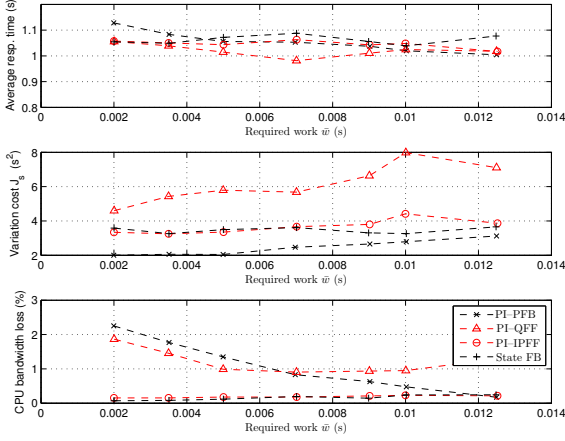 Average resp. time (s)
1.2
1.1
1
0.9
0.8
0 0.002 0.004 0.006 0.008 0.01 0.012 0.014
Required work w̄ (s)
Variation cost Jₛ (s²)
8
6
4
2
0 0.002 0.004 0.006 0.008 0.01 0.012 0.014
Required work w̄ (s)
CPU bandwidth loss (%)
3
2
1
0
0 0.002 0.004 0.006 0.008 0.01 0.012 0.014
Required work w̄ (s)
PI–PFB
PI–QFF
PI–IPFF
State FB